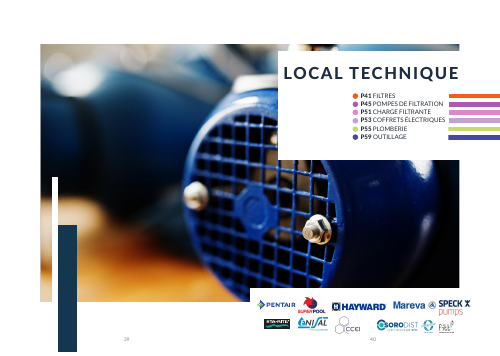 LOCAL TECHNIQUE
P41 FILTRES
P45 POMPES DE FILTRATION
P51 CHARGE FILTRANTE
P53 COFFRETS ÉLECTRIQUES
P55 PLOMBERIE
P59 OUTILLAGE
PENTAIR
SUPERPOOL
HAYWARD
Mareva
SPECK
pumps
CCEI
SORODIST
39
40